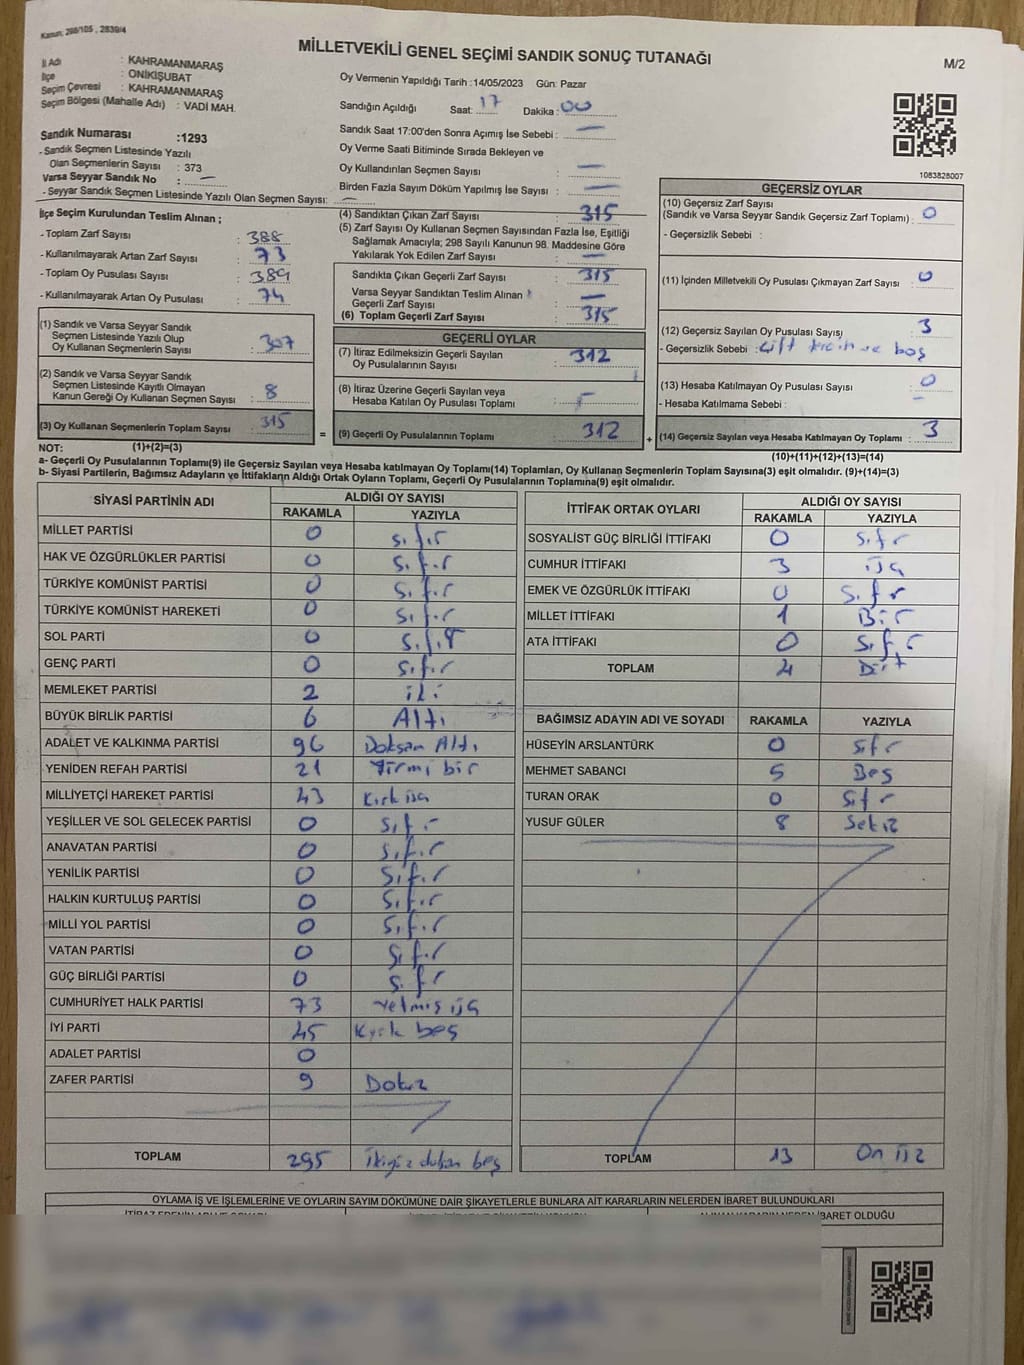 Kanun, 298/105 , 2839/4
MİLLETVEKİLİ GENEL SEÇİMİ SANDIK SONUÇ TUTANAĞI
M/2
İl Adı : KAHRAMANMARAŞ
İlçe : ONİKİŞUBAT
Seçim Çevresi : KAHRAMANMARAŞ
Seçim Bölgesi (Mahalle Adı) : VADİ MAH.
Sandık Numarası :1293
- Sandık Seçmen Listesinde Yazılı
Olan Seçmenlerin Sayısı : 373
Varsa Seyyar Sandık No : —
- Seyyar Sandık Seçmen Listesinde Yazılı Olan Seçmen Sayısı: —
Oy Vermenin Yapıldığı Tarih :14/05/2023 Gün: Pazar
Sandığın Açıldığı Saat: 17 Dakika : 00
Sandık Saat 17:00'den Sonra Açımış İse Sebebi : —
Oy Verme Saati Bitiminde Sırada Bekleyen ve
Oy Kullandırılan Seçmen Sayısı : —
Birden Fazla Sayım Döküm Yapılmış İse Sayısı : —
1083828007
İlçe Seçim Kurulundan Teslim Alınan ;
- Toplam Zarf Sayısı : 388
- Kullanılmayarak Artan Zarf Sayısı : 73
- Toplam Oy Pusulası Sayısı : 389
- Kullanılmayarak Artan Oy Pusulası : 74
(1) Sandık ve Varsa Seyyar Sandık
Seçmen Listesinde Yazılı Olup
Oy Kullanan Seçmenlerin Sayısı : 307
(2) Sandık ve Varsa Seyyar Sandık
Seçmen Listesinde Kayıtlı Olmayan
Kanun Gereği Oy Kullanan Seçmen Sayısı : 8
(3) Oy Kullanan Seçmenlerin Toplam Sayısı : 315
(4) Sandıktan Çıkan Zarf Sayısı : 315
(5) Zarf Sayısı Oy Kullanan Seçmen Sayısından Fazla İse, Eşitliği
Sağlamak Amacıyla; 298 Sayılı Kanunun 98. Maddesine Göre
Yakılarak Yok Edilen Zarf Sayısı : —
Sandıkta Çıkan Geçerli Zarf Sayısı : 315
Varsa Seyyar Sandıktan Teslim Alınan
Geçerli Zarf Sayısı : —
(6) Toplam Geçerli Zarf Sayısı : 315
GEÇERLİ OYLAR
(7) İtiraz Edilmeksizin Geçerli Sayılan
Oy Pusulalarının Sayısı : 312
(8) İtiraz Üzerine Geçerli Sayılan veya
Hesaba Katılan Oy Pusulası Toplamı :
= (9) Geçerli Oy Pusulalarının Toplamı : 312
GEÇERSİZ OYLAR
(10) Geçersiz Zarf Sayısı
(Sandık ve Varsa Seyyar Sandık Geçersiz Zarf Toplamı) : 0
- Geçersizlik Sebebi :
(11) İçinden Milletvekili Oy Pusulası Çıkmayan Zarf Sayısı : 0
(12) Geçersiz Sayılan Oy Pusulası Sayısı : 3
- Geçersizlik Sebebi : Çift ve boş
(13) Hesaba Katılmayan Oy Pusulası Sayısı : 0
- Hesaba Katılmama Sebebi : —
+ (14) Geçersiz Sayılan veya Hesaba Katılmayan Oy Toplamı : 3
NOT: (1)+(2)=(3) (10)+(11)+(12)+(13)=(14)
a- Geçerli Oy Pusulalarının Toplamı(9) ile Geçersiz Sayılan veya Hesaba katılmayan Oy Toplamı(14) Toplamları, Oy Kullanan Seçmenlerin Toplam Sayısına(3) eşit olmalıdır. (9)+(14)=(3)
b- Siyasi Partilerin, Bağımsız Adayların ve İttifakların Aldığı Ortak Oyların Toplamı, Geçerli Oy Pusulalarının Toplamına(9) eşit olmalıdır.
SİYASİ PARTİNİN ADI ALDIĞI OY SAYISI
RAKAMLA YAZIYLA
MİLLET PARTİSİ 0 sıfır
HAK VE ÖZGÜRLÜKLER PARTİSİ 0 sıfır
TÜRKİYE KOMÜNİST PARTİSİ 0 sıfır
TÜRKİYE KOMÜNİST HAREKETİ 0 sıfır
SOL PARTİ 0 sıfır
GENÇ PARTİ 0 sıfır
MEMLEKET PARTİSİ 2 iki
BÜYÜK BİRLİK PARTİSİ 6 Altı
ADALET VE KALKINMA PARTİSİ 96 Doksan Altı
YENİDEN REFAH PARTİSİ 21 Yirmi bir
MİLLİYETÇİ HAREKET PARTİSİ 43 Kırk üç
YEŞİLLER VE SOL GELECEK PARTİSİ 0 sıfır
ANAVATAN PARTİSİ 0 sıfır
YENİLİK PARTİSİ 0 sıfır
HALKIN KURTULUŞ PARTİSİ 0 sıfır
MİLLİ YOL PARTİSİ 0 sıfır
VATAN PARTİSİ 0 sıfır
GÜÇ BİRLİĞİ PARTİSİ 0 sıfır
CUMHURİYET HALK PARTİSİ 73 Yetmiş üç
İYİ PARTİ 45 Kırk beş
ADALET PARTİSİ 0
ZAFER PARTİSİ 9 Dokuz
TOPLAM 295 İkiyüz doksan beş
İTTİFAK ORTAK OYLARI ALDIĞI OY SAYISI
RAKAMLA YAZIYLA
SOSYALİST GÜÇ BİRLİĞİ İTTİFAKI 0 sıfır
CUMHUR İTTİFAKI 3 üç
EMEK VE ÖZGÜRLÜK İTTİFAKI 0 sıfır
MİLLET İTTİFAKI 1 Bir
ATA İTTİFAKI 0 sıfır
TOPLAM 4 Dört
BAĞIMSIZ ADAYIN ADI VE SOYADI RAKAMLA YAZIYLA
HÜSEYİN ARSLANTÜRK 0 sıfır
MEHMET SABANCI 5 Beş
TURAN ORAK 0 sıfır
YUSUF GÜLER 8 Sekiz
TOPLAM 13 On üç
OYLAMA İŞ VE İŞLEMLERİNE VE OYLARIN SAYIM DÖKÜMÜNE DAİR ŞİKAYETLERLE BUNLARA AİT KARARLARIN NELERDEN İBARET BULUNDUKLARI
İBARET OLDUĞU